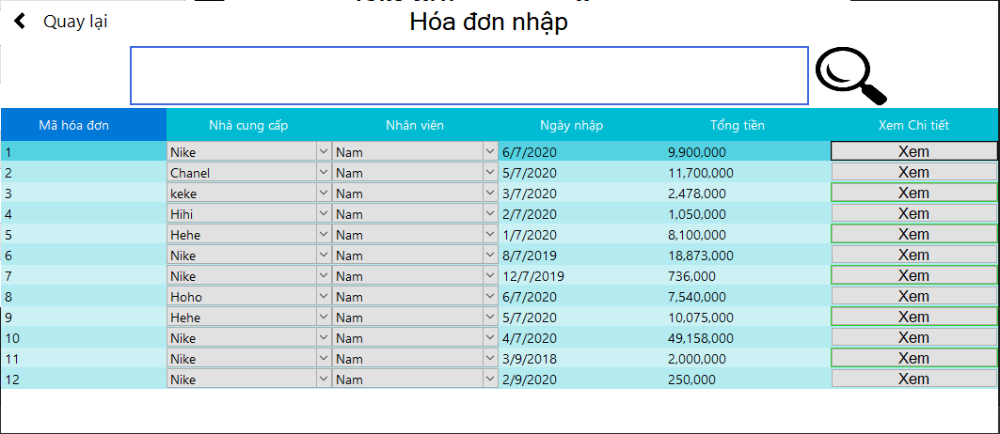 Quay lại
Hóa đơn nhập
Mã hóa đơn Nhà cung cấp Nhân viên Ngày nhập Tổng tiền Xem Chi tiết
1 Nike Nam 6/7/2020 9,900,000 Xem
2 Chanel Nam 5/7/2020 11,700,000 Xem
3 keke Nam 3/7/2020 2,478,000 Xem
4 Hihi Nam 2/7/2020 1,050,000 Xem
5 Hehe Nam 1/7/2020 8,100,000 Xem
6 Nike Nam 8/7/2019 18,873,000 Xem
7 Nike Nam 12/7/2019 736,000 Xem
8 Hoho Nam 6/7/2020 7,540,000 Xem
9 Hehe Nam 5/7/2020 10,075,000 Xem
10 Nike Nam 4/7/2020 49,158,000 Xem
11 Nike Nam 3/9/2018 2,000,000 Xem
12 Nike Nam 2/9/2020 250,000 Xem